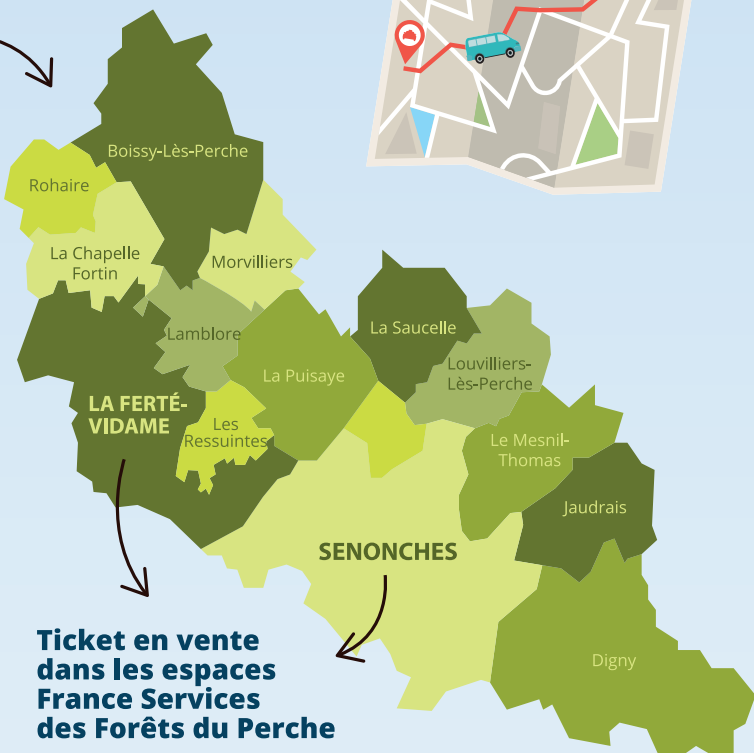 Boissy-Lès-Perche
Rohaire
La Chapelle
Fortin
Morvilliers
Lamblore
La Saucelle
Louvilliers-
Lès-Perche
La Puisaye
LA FERTÉ-
VIDAME
Les
Ressuintes
Le Mesnil-
Thomas
Jaudrais
SENONCHES
Digny
Ticket en vente
dans les espaces
France Services
des Forêts du Perche